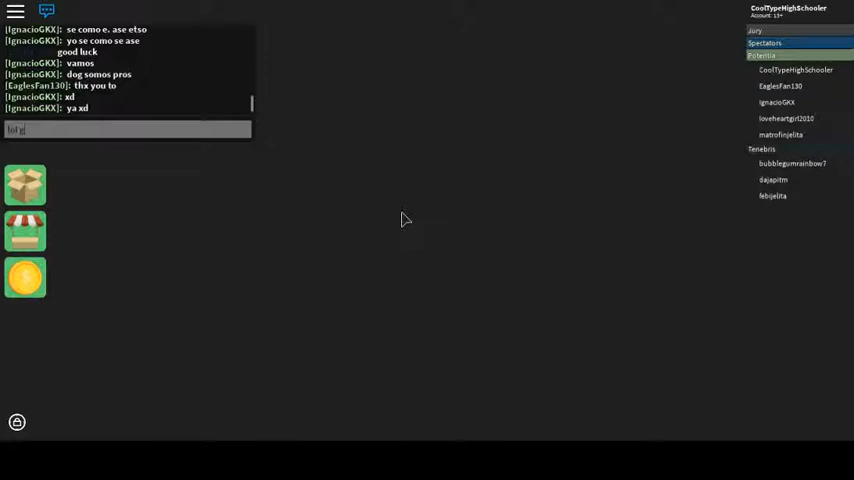 [IgnacioGKX]: se como e. ase etso
[IgnacioGKX]: yo se como se ase
good luck
[IgnacioGKX]: vamos
[IgnacioGKX]: dog somos pros
[EaglesFan130]: thx you to
[IgnacioGKX]: xd
[IgnacioGKX]: ya xd
lol g
CoolTypeHighSchooler
Account: 13+
Jury
Spectators
Potentia
CoolTypeHighSchooler
EaglesFan130
IgnacioGKX
loveheartgirl2010
matrofinjelita
Tenebris
bubblegumrainbow7
dajapitm
febijelita